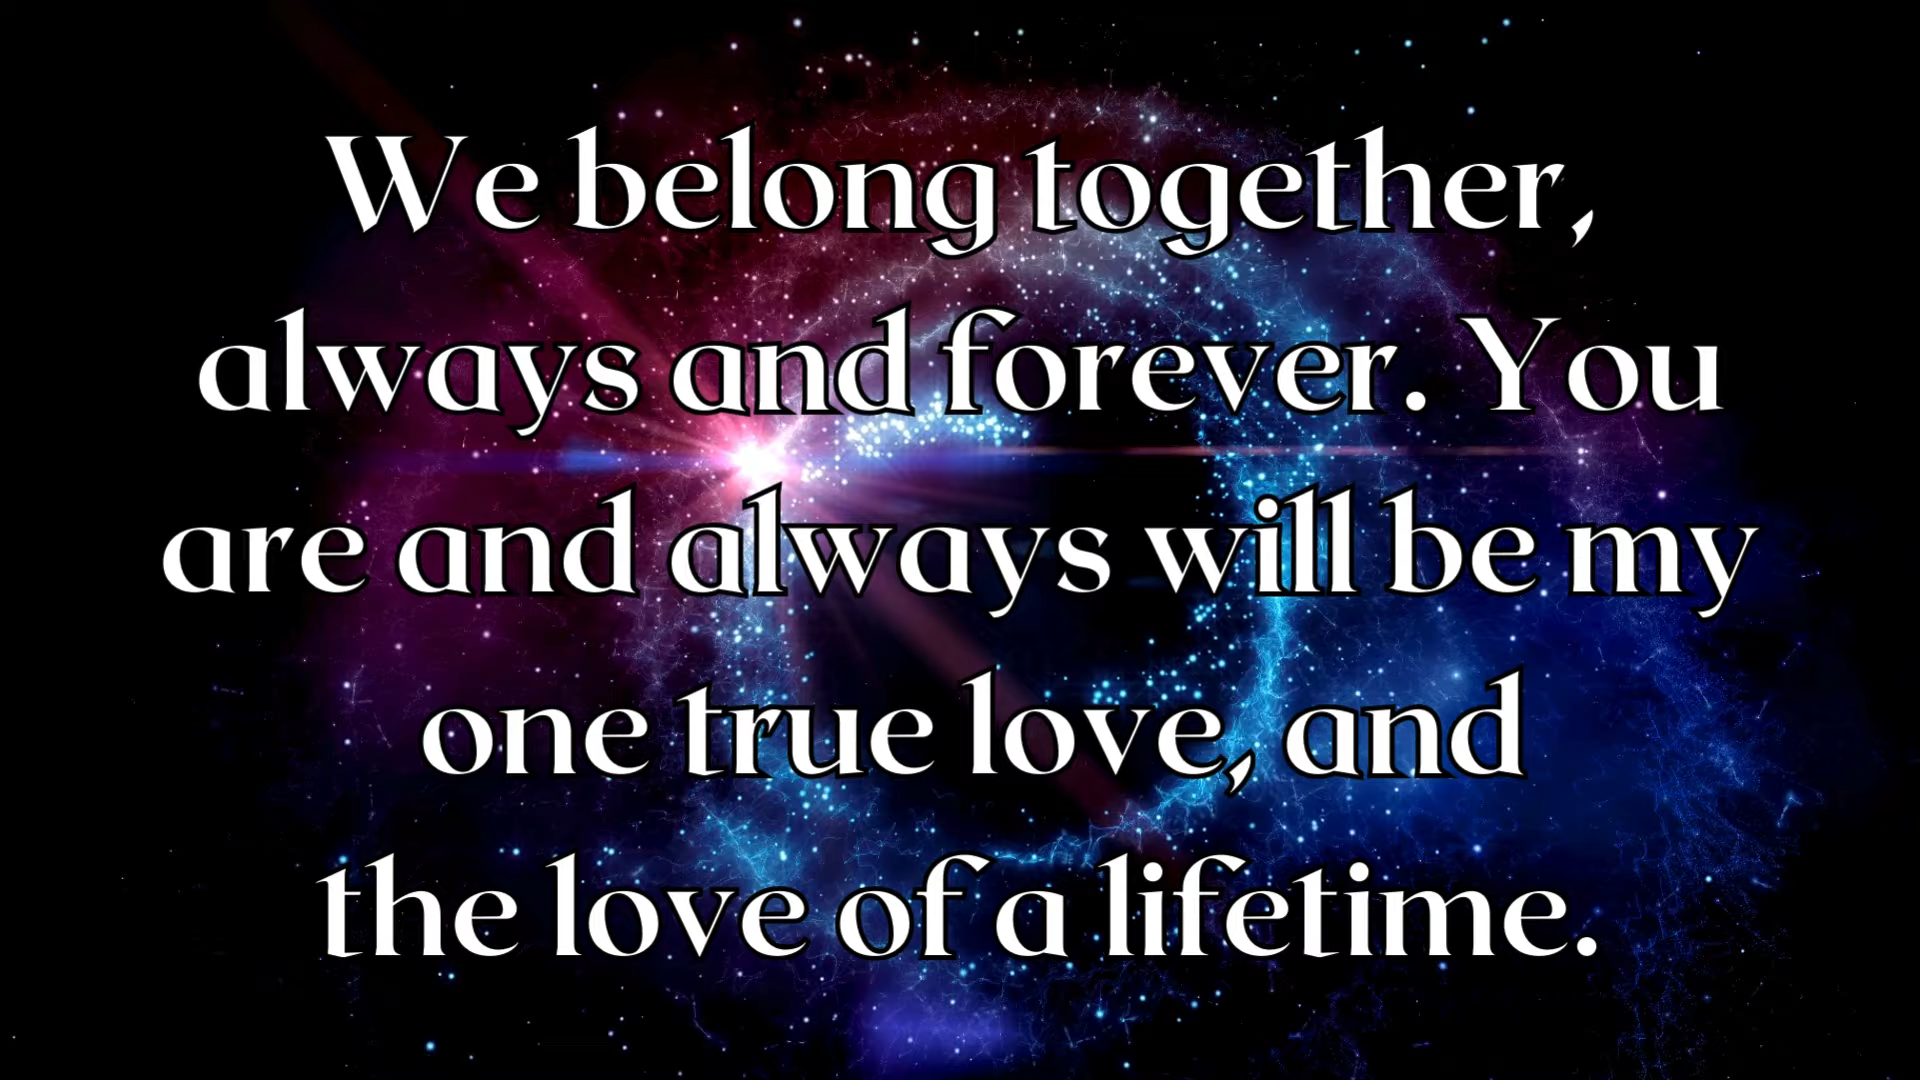 We belong together,
always and forever. You
are and always will be my
one true love, and
the love of a lifetime.